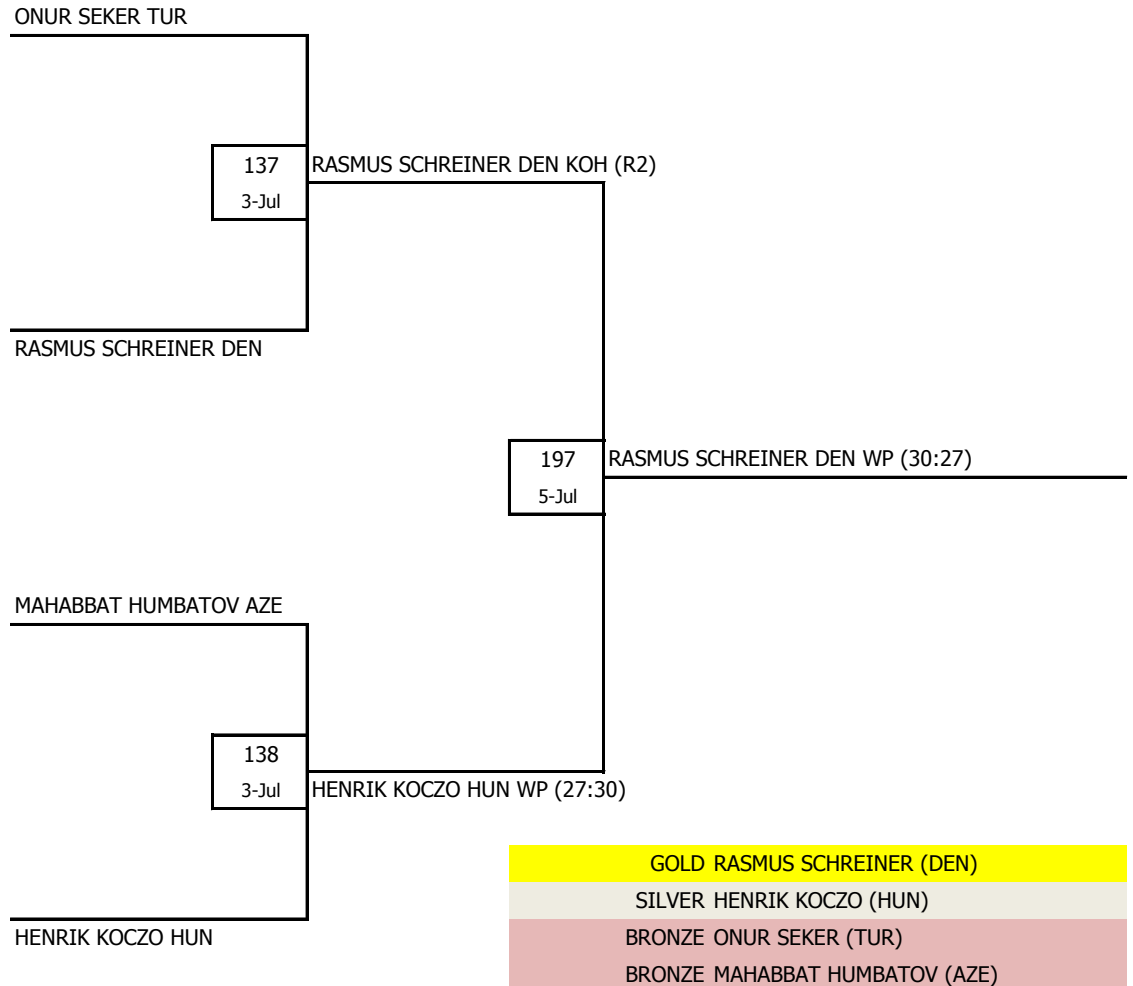 ONUR SEKER TUR
137
3-Jul
RASMUS SCHREINER DEN KOH (R2)
RASMUS SCHREINER DEN
197
5-Jul
RASMUS SCHREINER DEN WP (30:27)
MAHABBAT HUMBATOV AZE
138
3-Jul
HENRIK KOCZO HUN WP (27:30)
HENRIK KOCZO HUN
GOLD RASMUS SCHREINER (DEN)
SILVER HENRIK KOCZO (HUN)
BRONZE ONUR SEKER (TUR)
BRONZE MAHABBAT HUMBATOV (AZE)